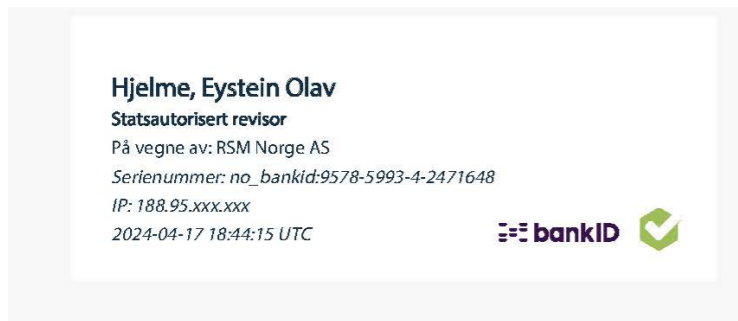 Hjelme, Eystein Olav
Statsautorisert revisor
På vegne av: RSM Norge AS
Serienummer: no_bankid:9578-5993-4-2471648
IP: 188.95.xxx.xxx
2024-04-17 18:44:15 UTC
bankID